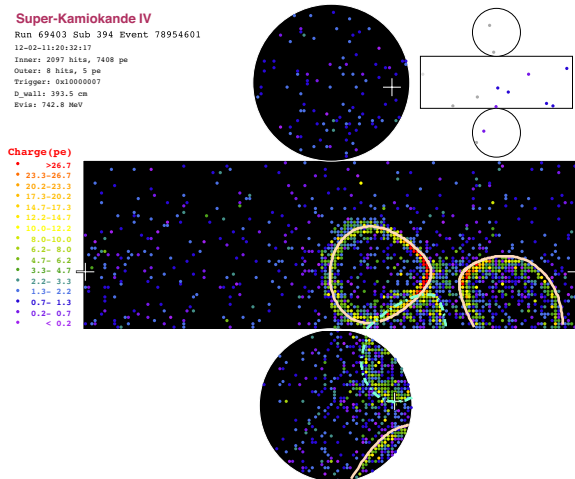 Super-Kamiokande IV
Run 69403 Sub 394 Event 78954601
12-02-11:20:32:17
Inner: 2097 hits, 7408 pe
Outer: 8 hits, 5 pe
Trigger: 0x10000007
D_wall: 393.5 cm
Evis: 742.8 MeV
Charge(pe)
>26.7
23.3-26.7
20.2-23.3
17.3-20.2
14.7-17.3
12.2-14.7
10.0-12.2
8.0-10.0
6.2- 8.0
4.7- 6.2
3.3- 4.7
2.2- 3.3
1.3- 2.2
0.7- 1.3
0.2- 0.7
< 0.2